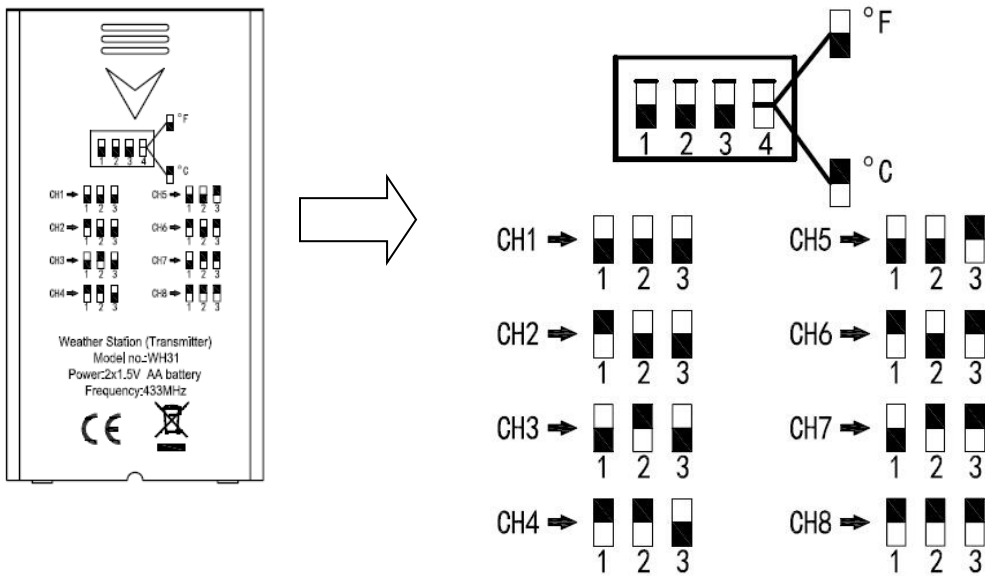 °F
1 2 3 4
°C
CH1 CH5
1 2 3 1 2 3
CH2 CH6
1 2 3 1 2 3
CH3 CH7
1 2 3 1 2 3
CH4 CH8
1 2 3 1 2 3
Weather Station (Transmitter)
Model no.:WH31
Power:2x1.5V AA battery
Frequency:433MHz
CE
°F
1 2 3 4
°C
CH1 CH5
1 2 3 1 2 3
CH2 CH6
1 2 3 1 2 3
CH3 CH7
1 2 3 1 2 3
CH4 CH8
1 2 3 1 2 3